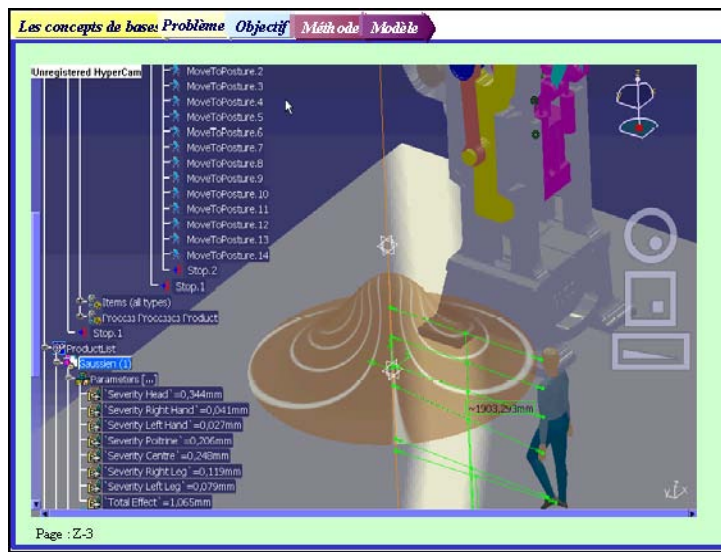 Les concepts de bases Problème Objectif Méthode Modèle
Unregistered HyperCam
MoveToPosture.2
MoveToPosture.3
MoveToPosture.4
MoveToPosture.5
MoveToPosture.6
MoveToPosture.7
MoveToPosture.8
MoveToPosture.9
MoveToPosture.10
MoveToPosture.11
MoveToPosture.12
MoveToPosture.13
MoveToPosture.14
Stop.2
Stop.1
Items (all types)
Product
Stop.1
ProductList
Gaussien (1)
Parameters [...]
`Severity Head`=0,344mm
`Severity Right Hand`=0,041mm
`Severity Left Hand`=0,027mm
`Severity Poitrine`=0,206mm
`Severity Centre`=0,248mm
`Severity Right Leg`=0,119mm
`Severity Left Leg`=0,079mm
`Total Effect`=1,065mm
~1903,293mm
Page : Z-3